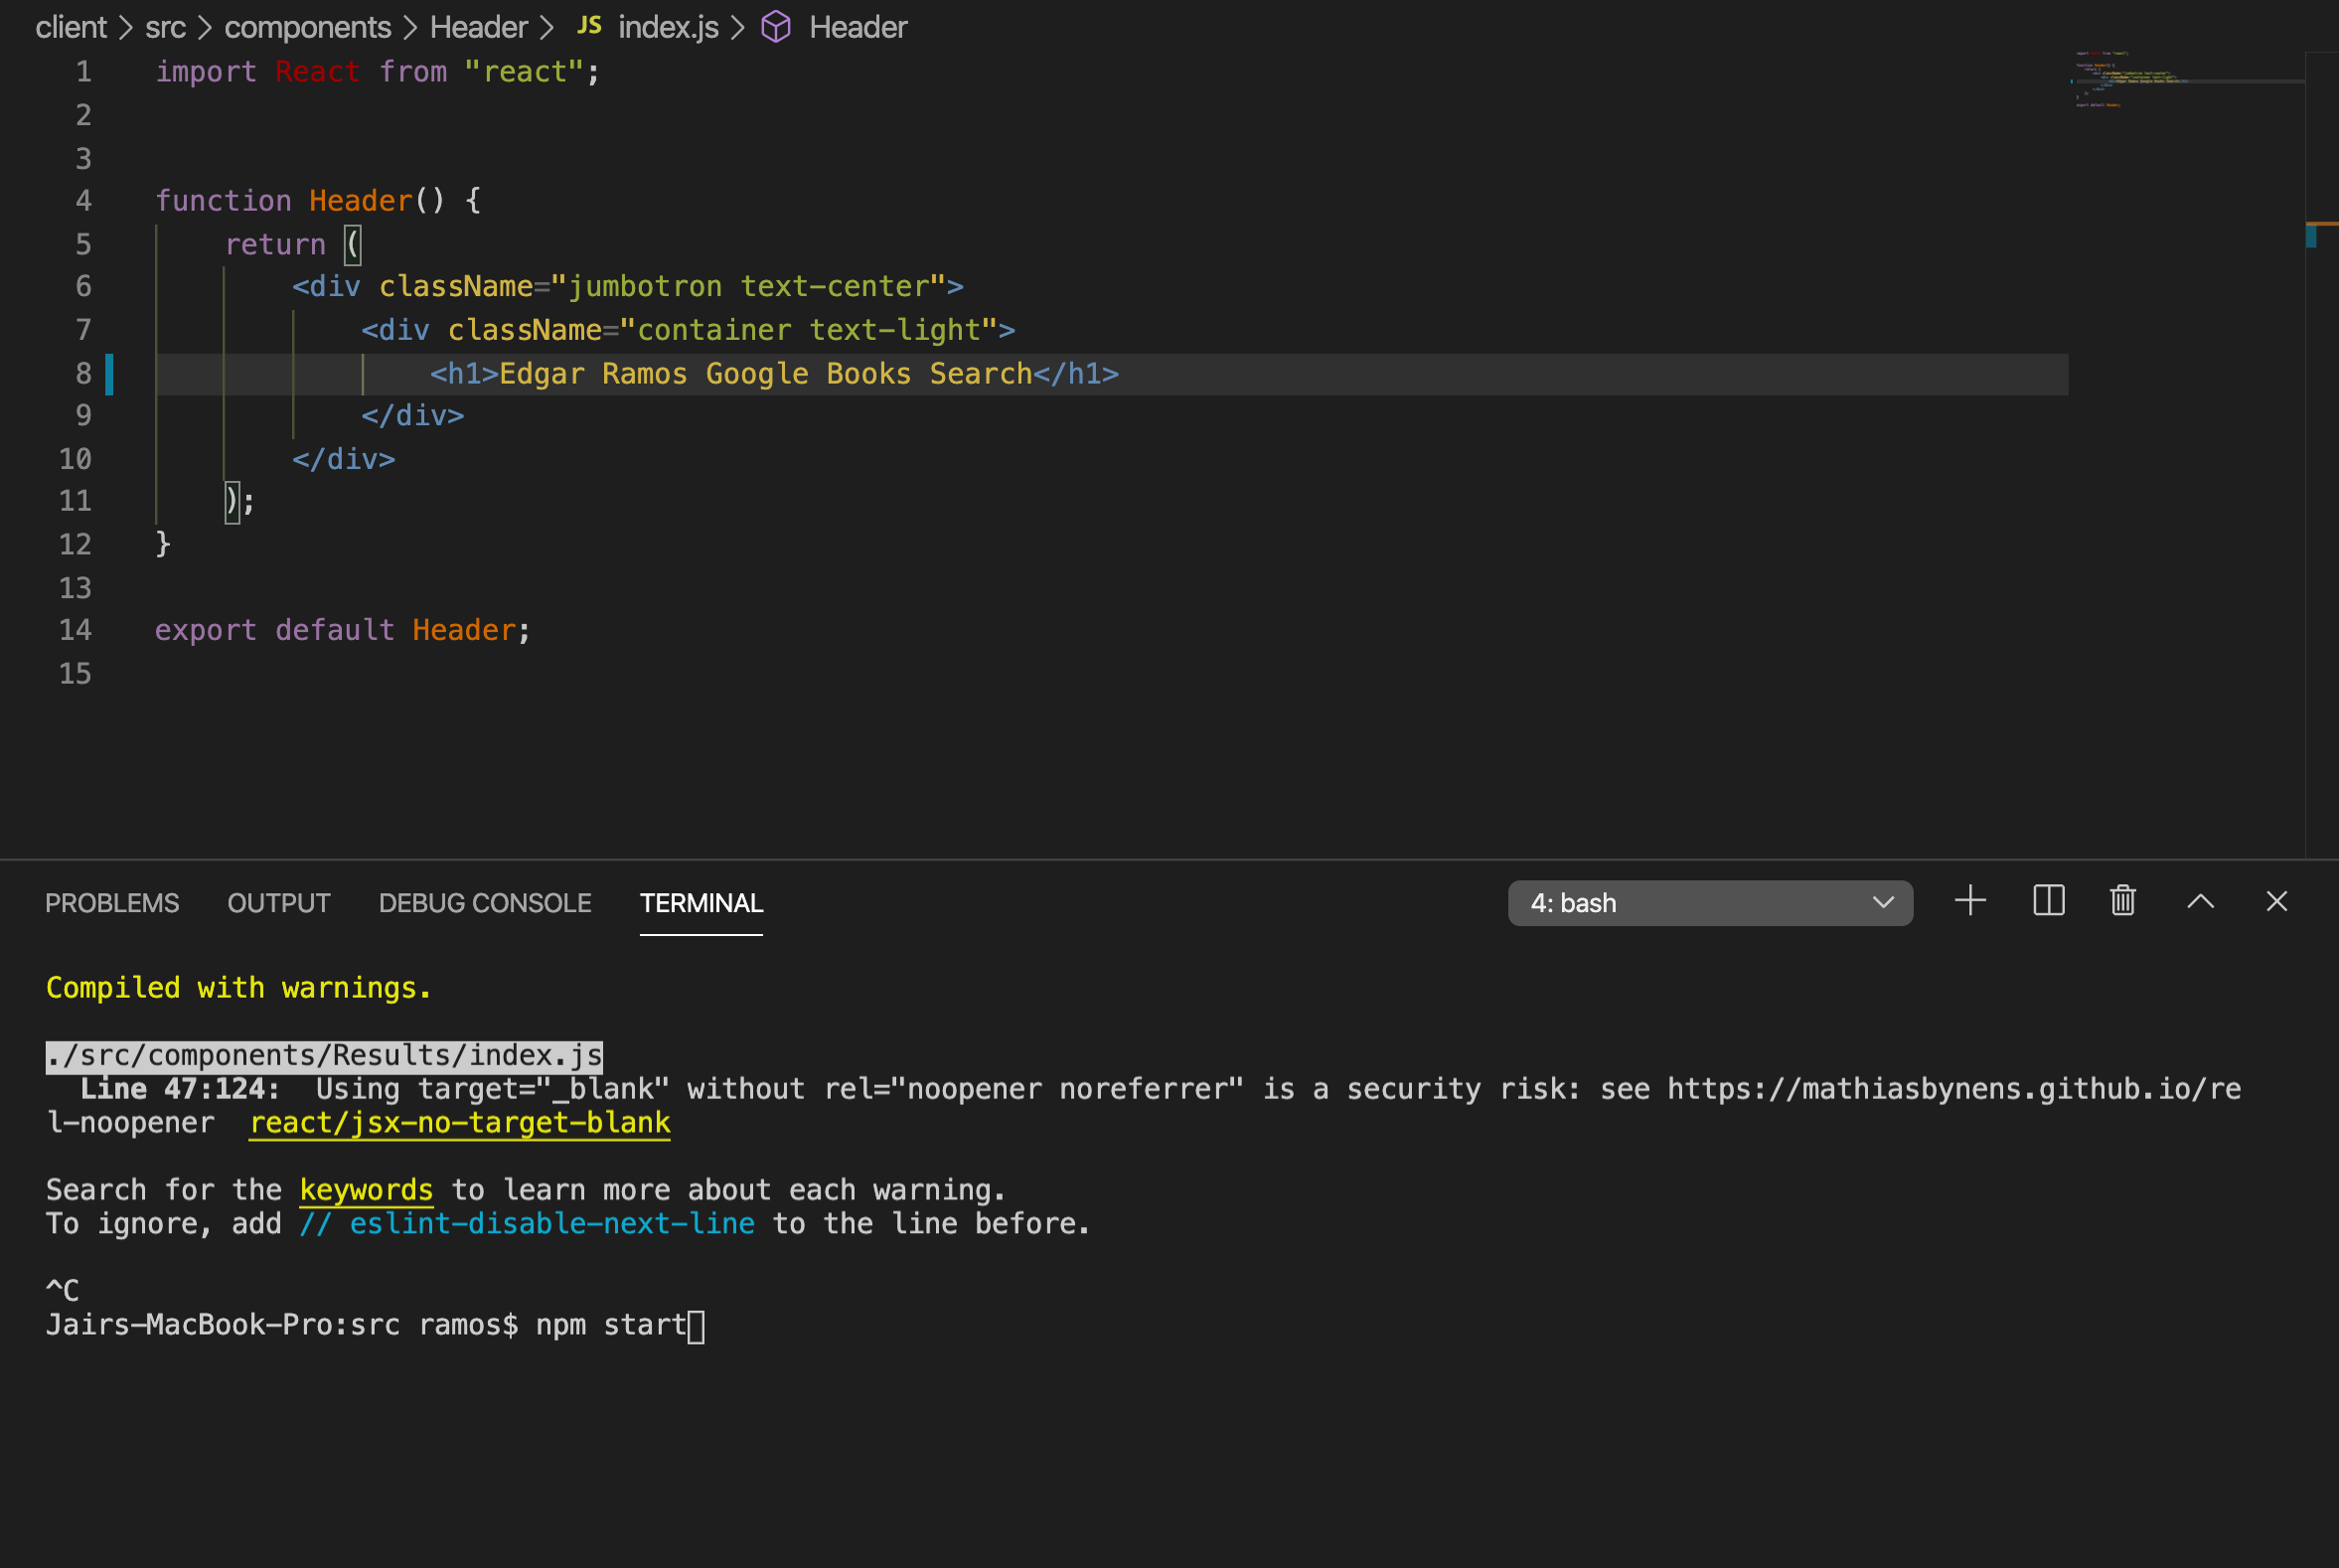 client > src > components > Header > JS index.js > Header
1 import React from "react";
2
3
4 function Header() {
5     return (
6         <div className="jumbotron text-center">
7             <div className="container text-light">
8                 <h1>Edgar Ramos Google Books Search</h1>
9             </div>
10         </div>
11     );
12 }
13
14 export default Header;
15
PROBLEMS OUTPUT DEBUG CONSOLE TERMINAL 4: bash
Compiled with warnings.
./src/components/Results/index.js
  Line 47:124:  Using target="_blank" without rel="noopener noreferrer" is a security risk: see https://mathiasbynens.github.io/re
l-noopener  react/jsx-no-target-blank
Search for the keywords to learn more about each warning.
To ignore, add // eslint-disable-next-line to the line before.
^C
Jairs-MacBook-Pro:src ramos$ npm start